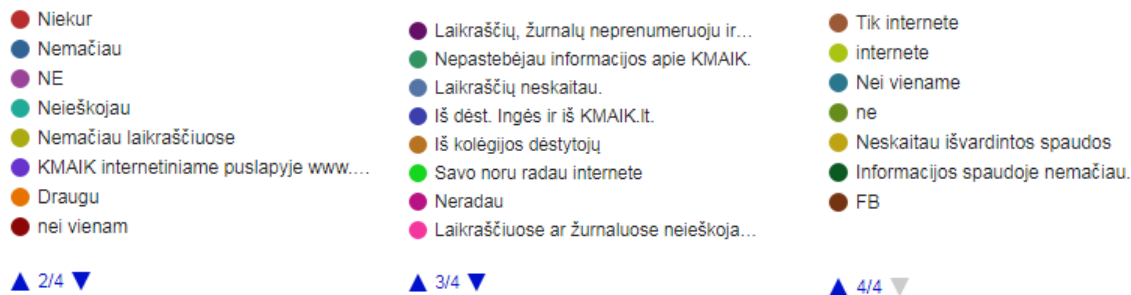 Niekur
Nemačiau
NE
Neieškojau
Nemačiau laikraščiuose
KMAIK internetiniame puslapyje www....
Draugu
nei vienam
2/4
Laikraščių, žurnalų neprenumeruoju ir...
Nepastebėjau informacijos apie KMAIK.
Laikraščių neskaitau.
Iš dėst. Ingės ir iš KMAIK.lt.
Iš kolėgijos dėstytojų
Savo noru radau internete
Neradau
Laikraščiuose ar žurnaluose neieškoja...
3/4
Tik internete
internete
Nei viename
ne
Neskaitau išvardintos spaudos
Informacijos spaudoje nemačiau.
FB
4/4